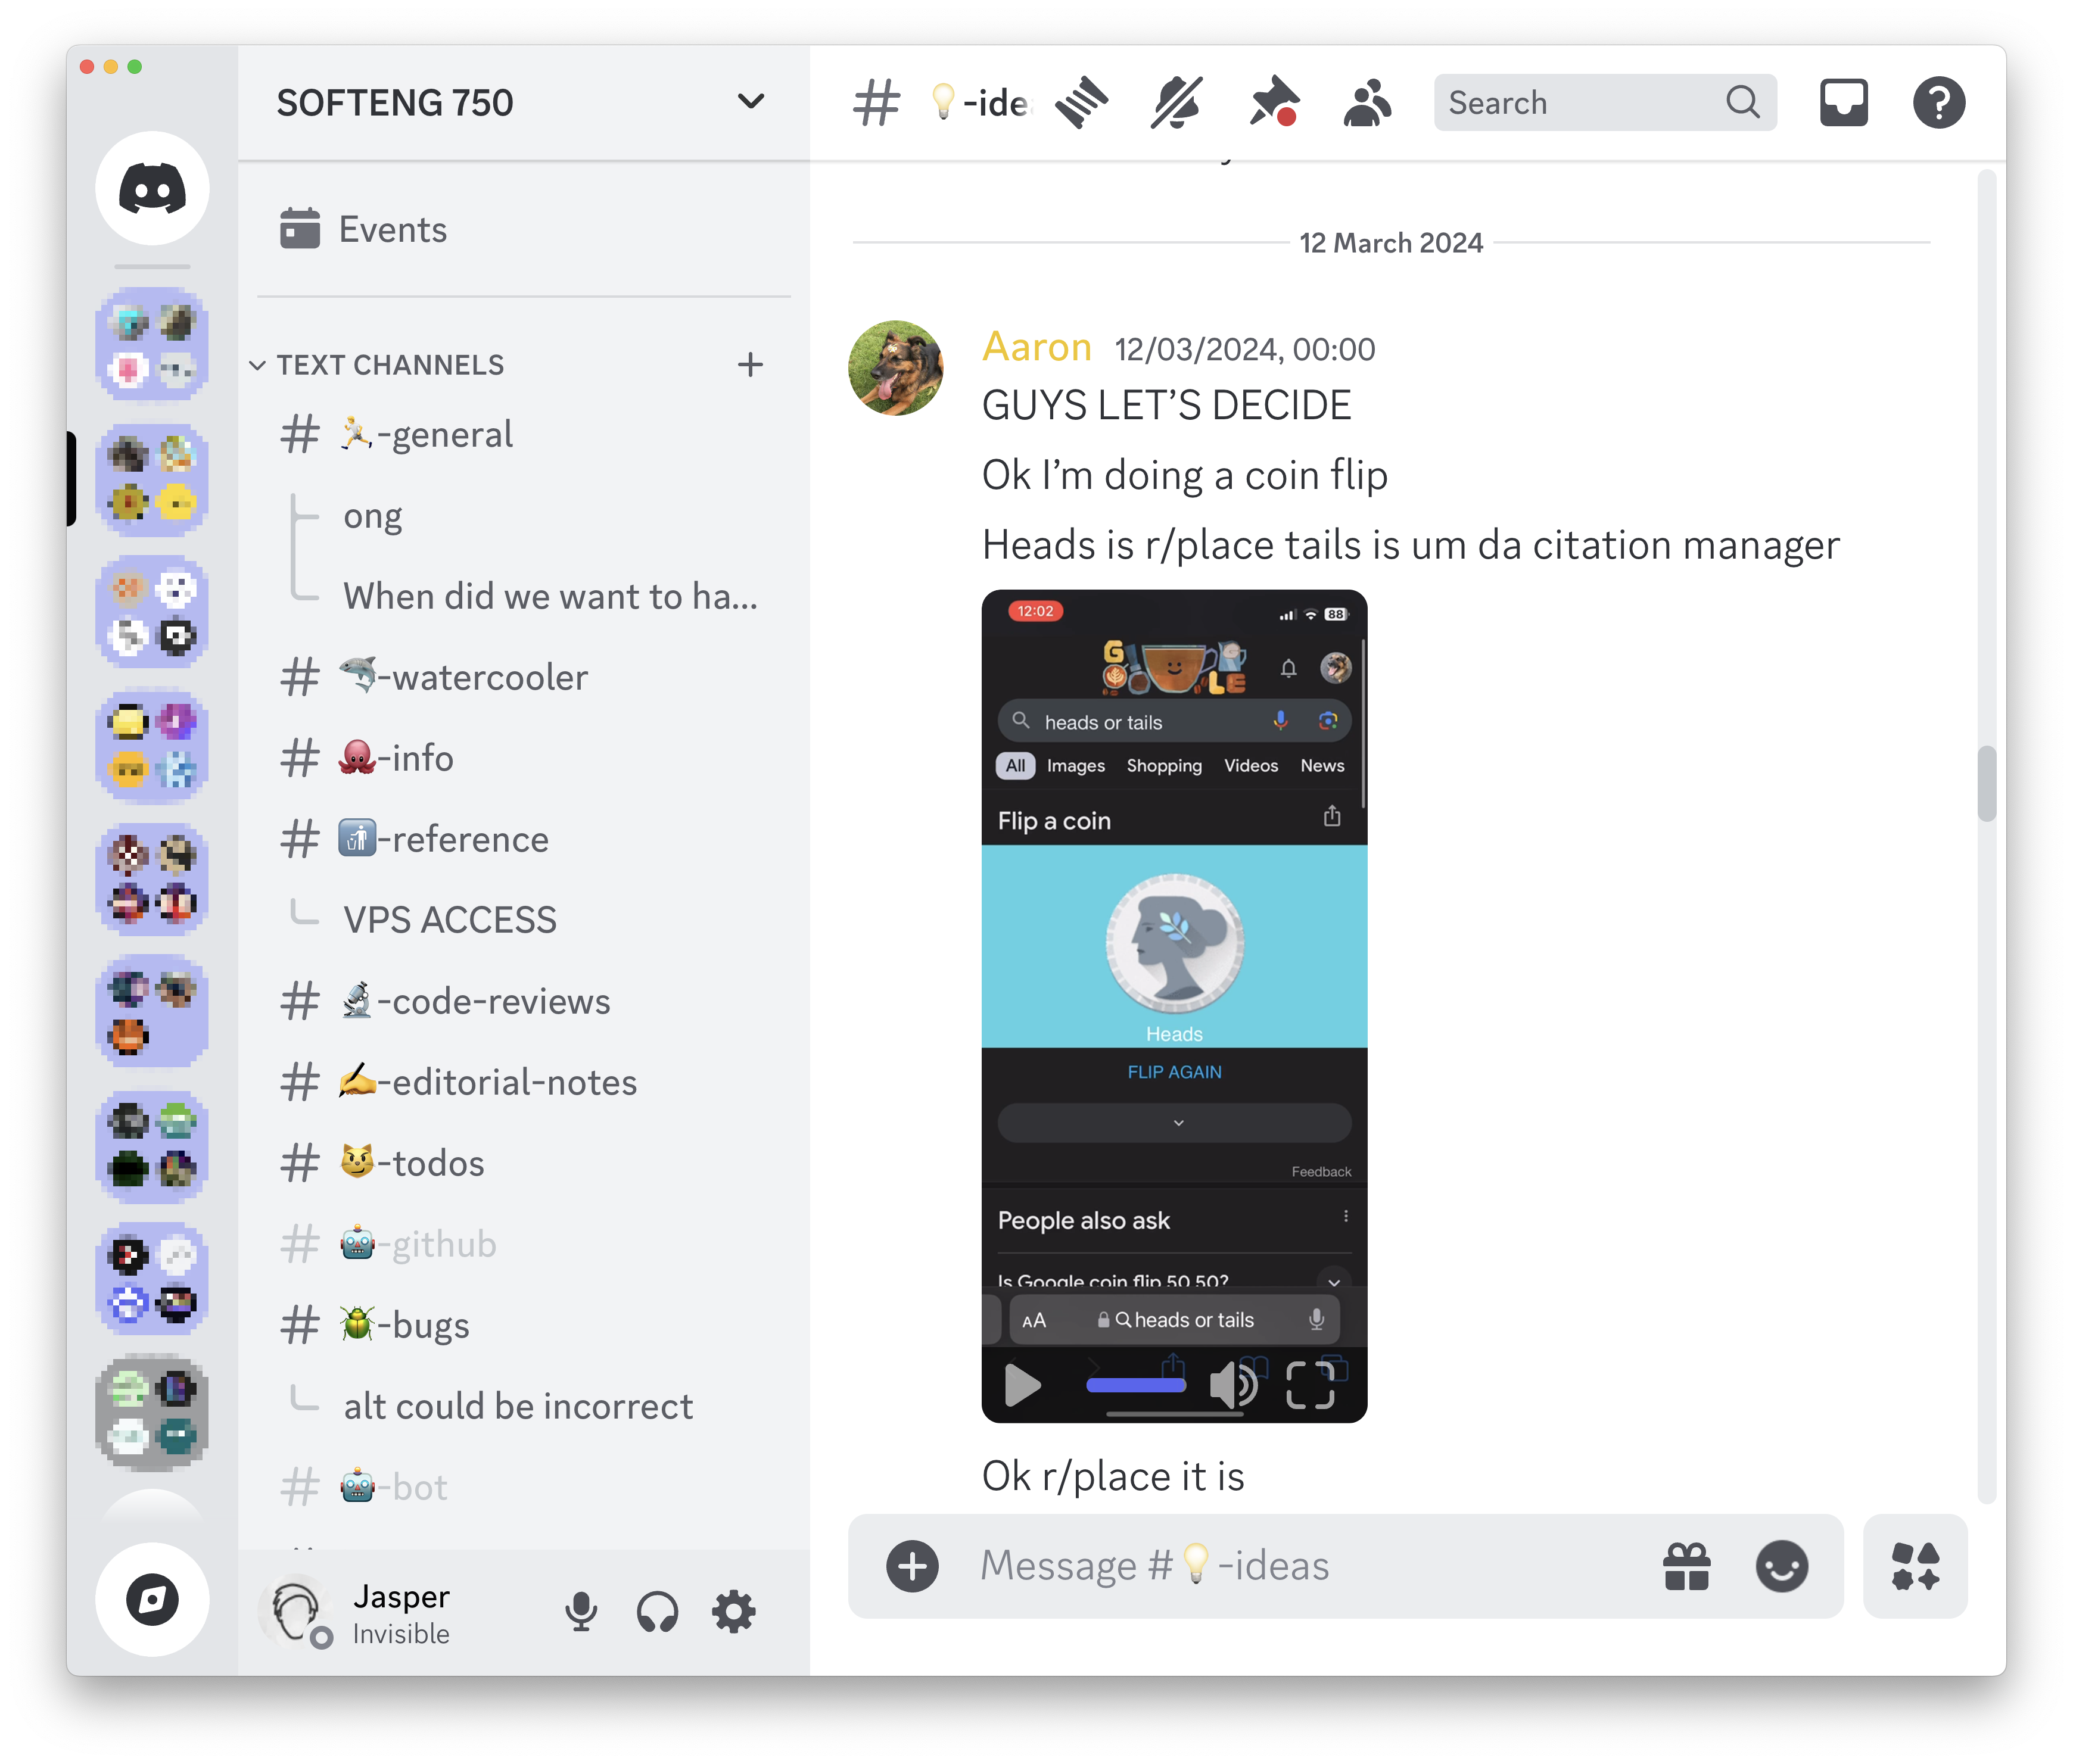 SOFTENG 750
Events
TEXT CHANNELS
# 🏃-general
ong
When did we want to ha...
# 🦈-watercooler
# 🐙-info
# 🚮-reference
VPS ACCESS
# 🔬-code-reviews
# ✍-editorial-notes
# 😼-todos
# 🤖-github
# 🪲-bugs
alt could be incorrect
# 🤖-bot
Jasper
Invisible
# 💡-ide
Search
12 March 2024
Aaron 12/03/2024, 00:00
GUYS LET’S DECIDE
Ok I’m doing a coin flip
Heads is r/place tails is um da citation manager
12:02
88
GOOGLE
heads or tails
All Images Shopping Videos News
Flip a coin
Heads
FLIP AGAIN
Feedback
People also ask
Is Google coin flip 50 50?
AA heads or tails
Ok r/place it is
Message #💡-ideas